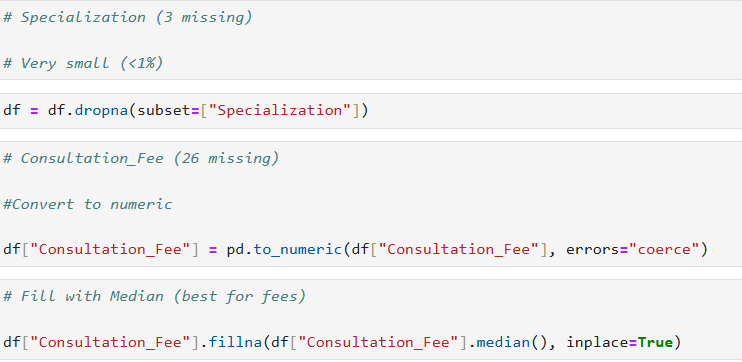 # Specialization (3 missing)
# Very small (<1%)
df = df.dropna(subset=["Specialization"])
# Consultation_Fee (26 missing)
#Convert to numeric
df["Consultation_Fee"] = pd.to_numeric(df["Consultation_Fee"], errors="coerce")
# Fill with Median (best for fees)
df["Consultation_Fee"].fillna(df["Consultation_Fee"].median(), inplace=True)